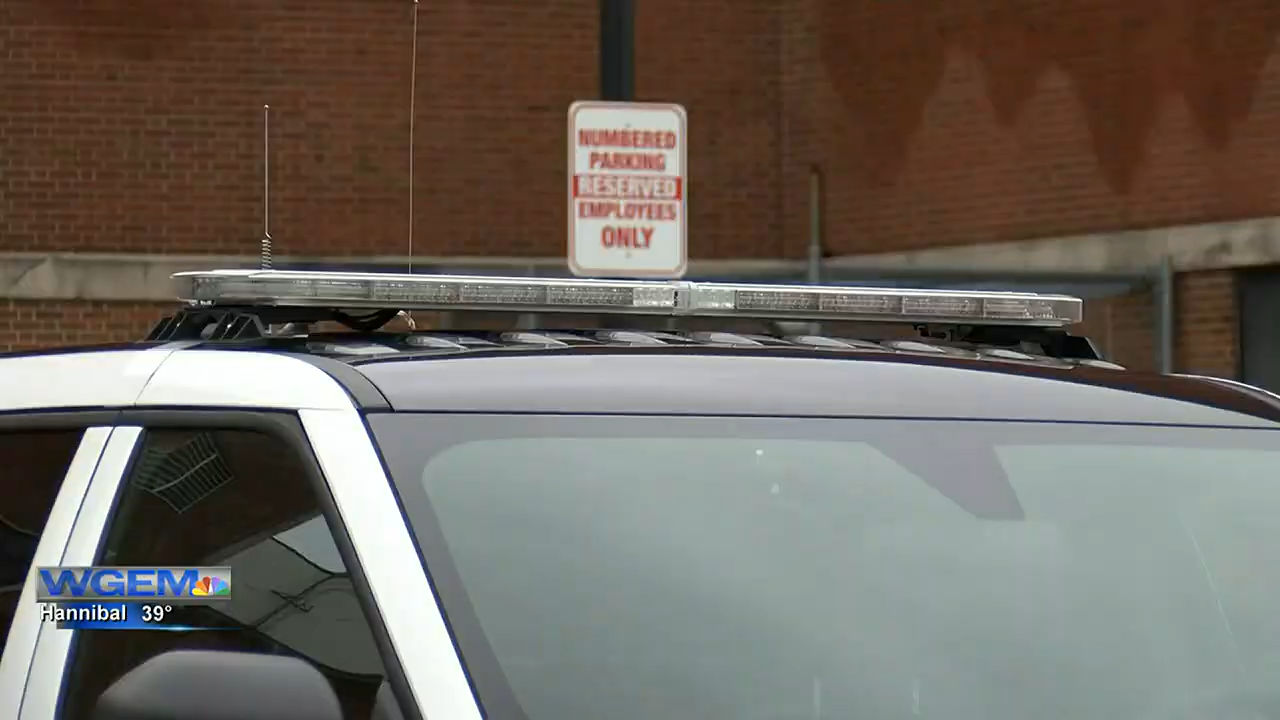 NUMBERED
PARKING
RESERVED
EMPLOYEES
ONLY
WGEM
Hannibal 39°